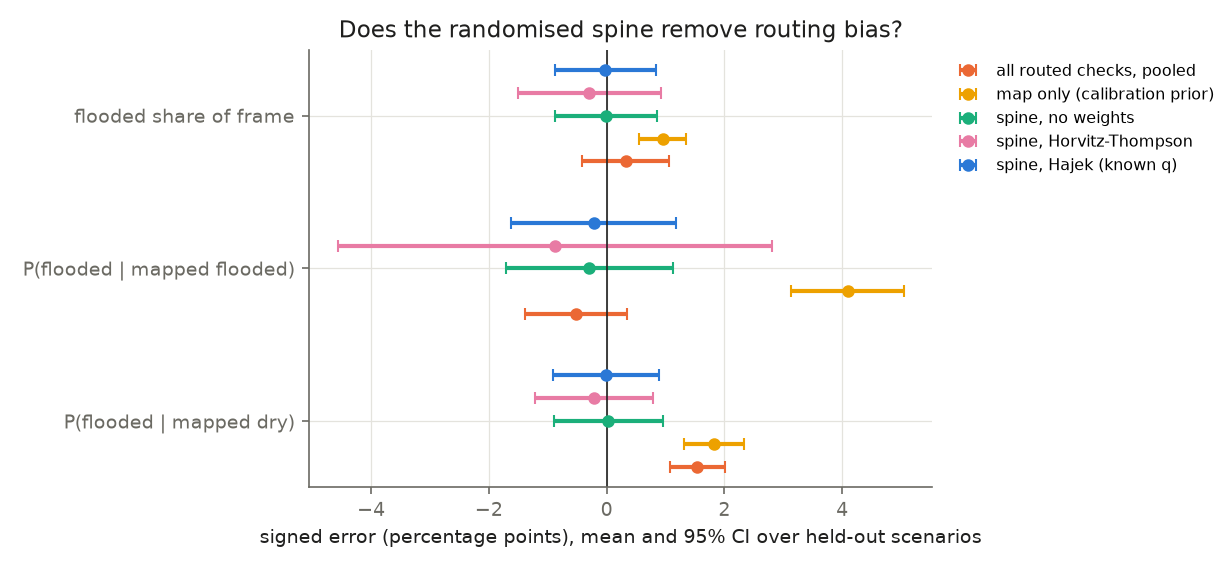 Does the randomised spine remove routing bias?
all routed checks, pooled
map only (calibration prior)
spine, no weights
spine, Horvitz-Thompson
spine, Hajek (known q)
flooded share of frame
P(flooded | mapped flooded)
P(flooded | mapped dry)
−4 −2 0 2 4
signed error (percentage points), mean and 95% CI over held-out scenarios